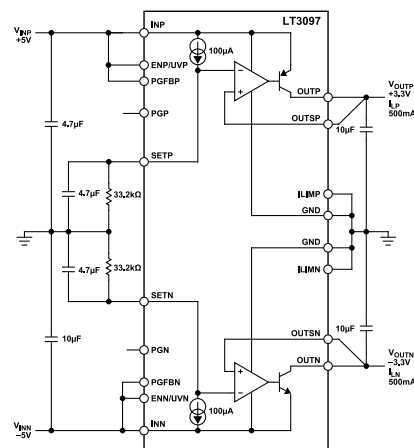 LT3097
VINP
+5V
INP
100µA
ENP/UVP
PGFBP
OUTP
VOUTP
+3.3V
ILP
500mA
PGP
OUTSP
4.7µF
10µF
SETP
4.7µF
33.2kΩ
ILIMP
GND
GND
4.7µF
33.2kΩ
ILIMN
SETN
10µF
10µF
OUTSN
PGN
OUTN
VOUTN
–3.3V
ILN
500mA
PGFBN
ENN/UVN
100µA
VINN
–5V
INN